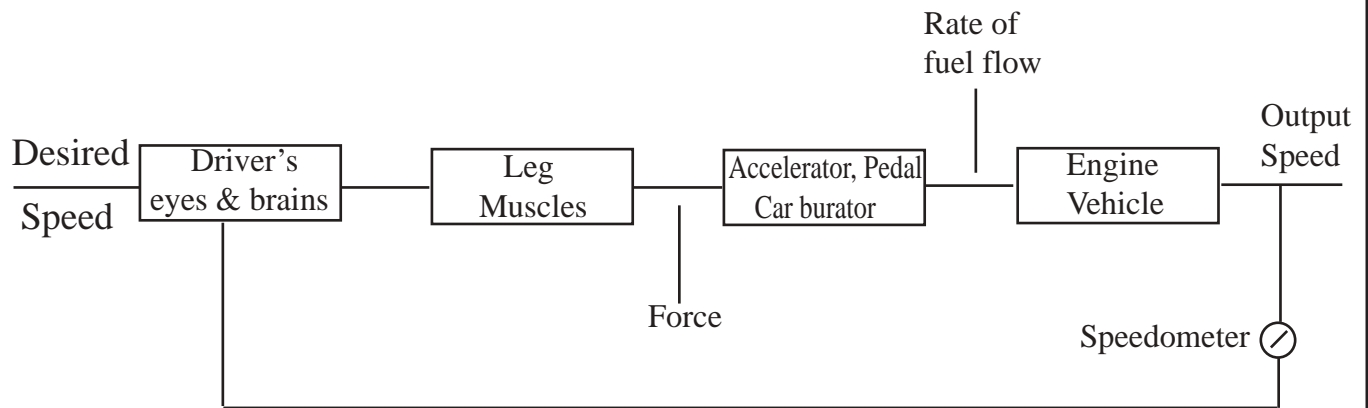 Rate of
fuel flow
Desired
Speed
Driver's
eyes & brains
Leg
Muscles
Force
Accelerator, Pedal
Car burator
Engine
Vehicle
Output
Speed
Speedometer